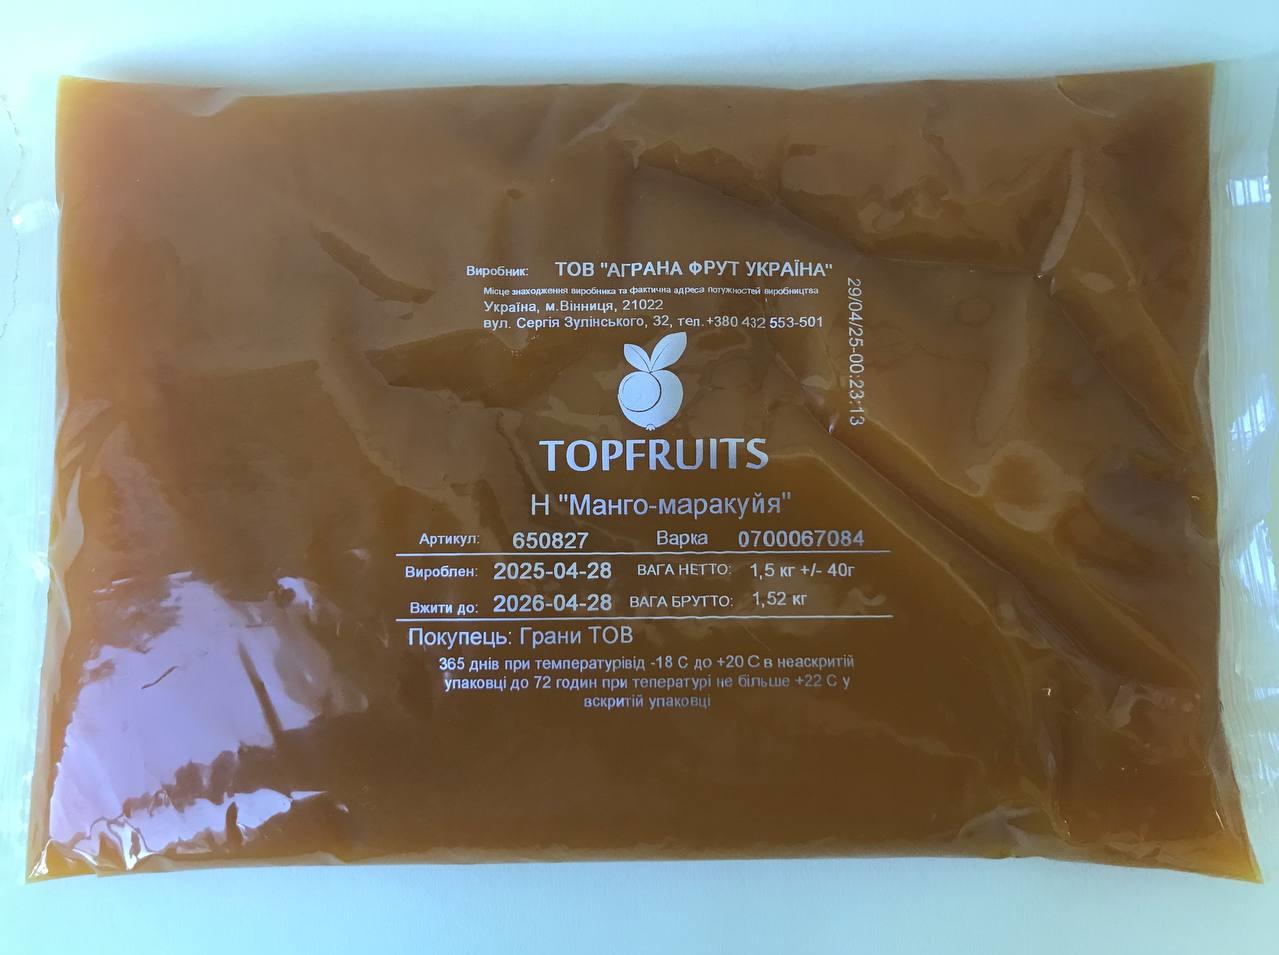 Виробник: ТОВ "АГРАНА ФРУТ УКРАЇНА"
Місце знаходження виробника та фактична адреса потужностей виробництва
Україна, м.Вінниця, 21022
вул. Сергія Зулінського, 32, тел.+380 432 553-501
29/04/25-00:23:13
TOPFRUITS
Н "Манго-маракуйя"
Артикул: 650827 Варка 0700067084
Вироблен: 2025-04-28 ВАГА НЕТТО: 1,5 кг +/- 40г
Вжити до: 2026-04-28 ВАГА БРУТТО: 1,52 кг
Покупець: Грани ТОВ
365 днів при температурівід -18 С до +20 С в неаскритій
упаковці до 72 годин при тепературі не більше +22 С у
вскритій упаковці